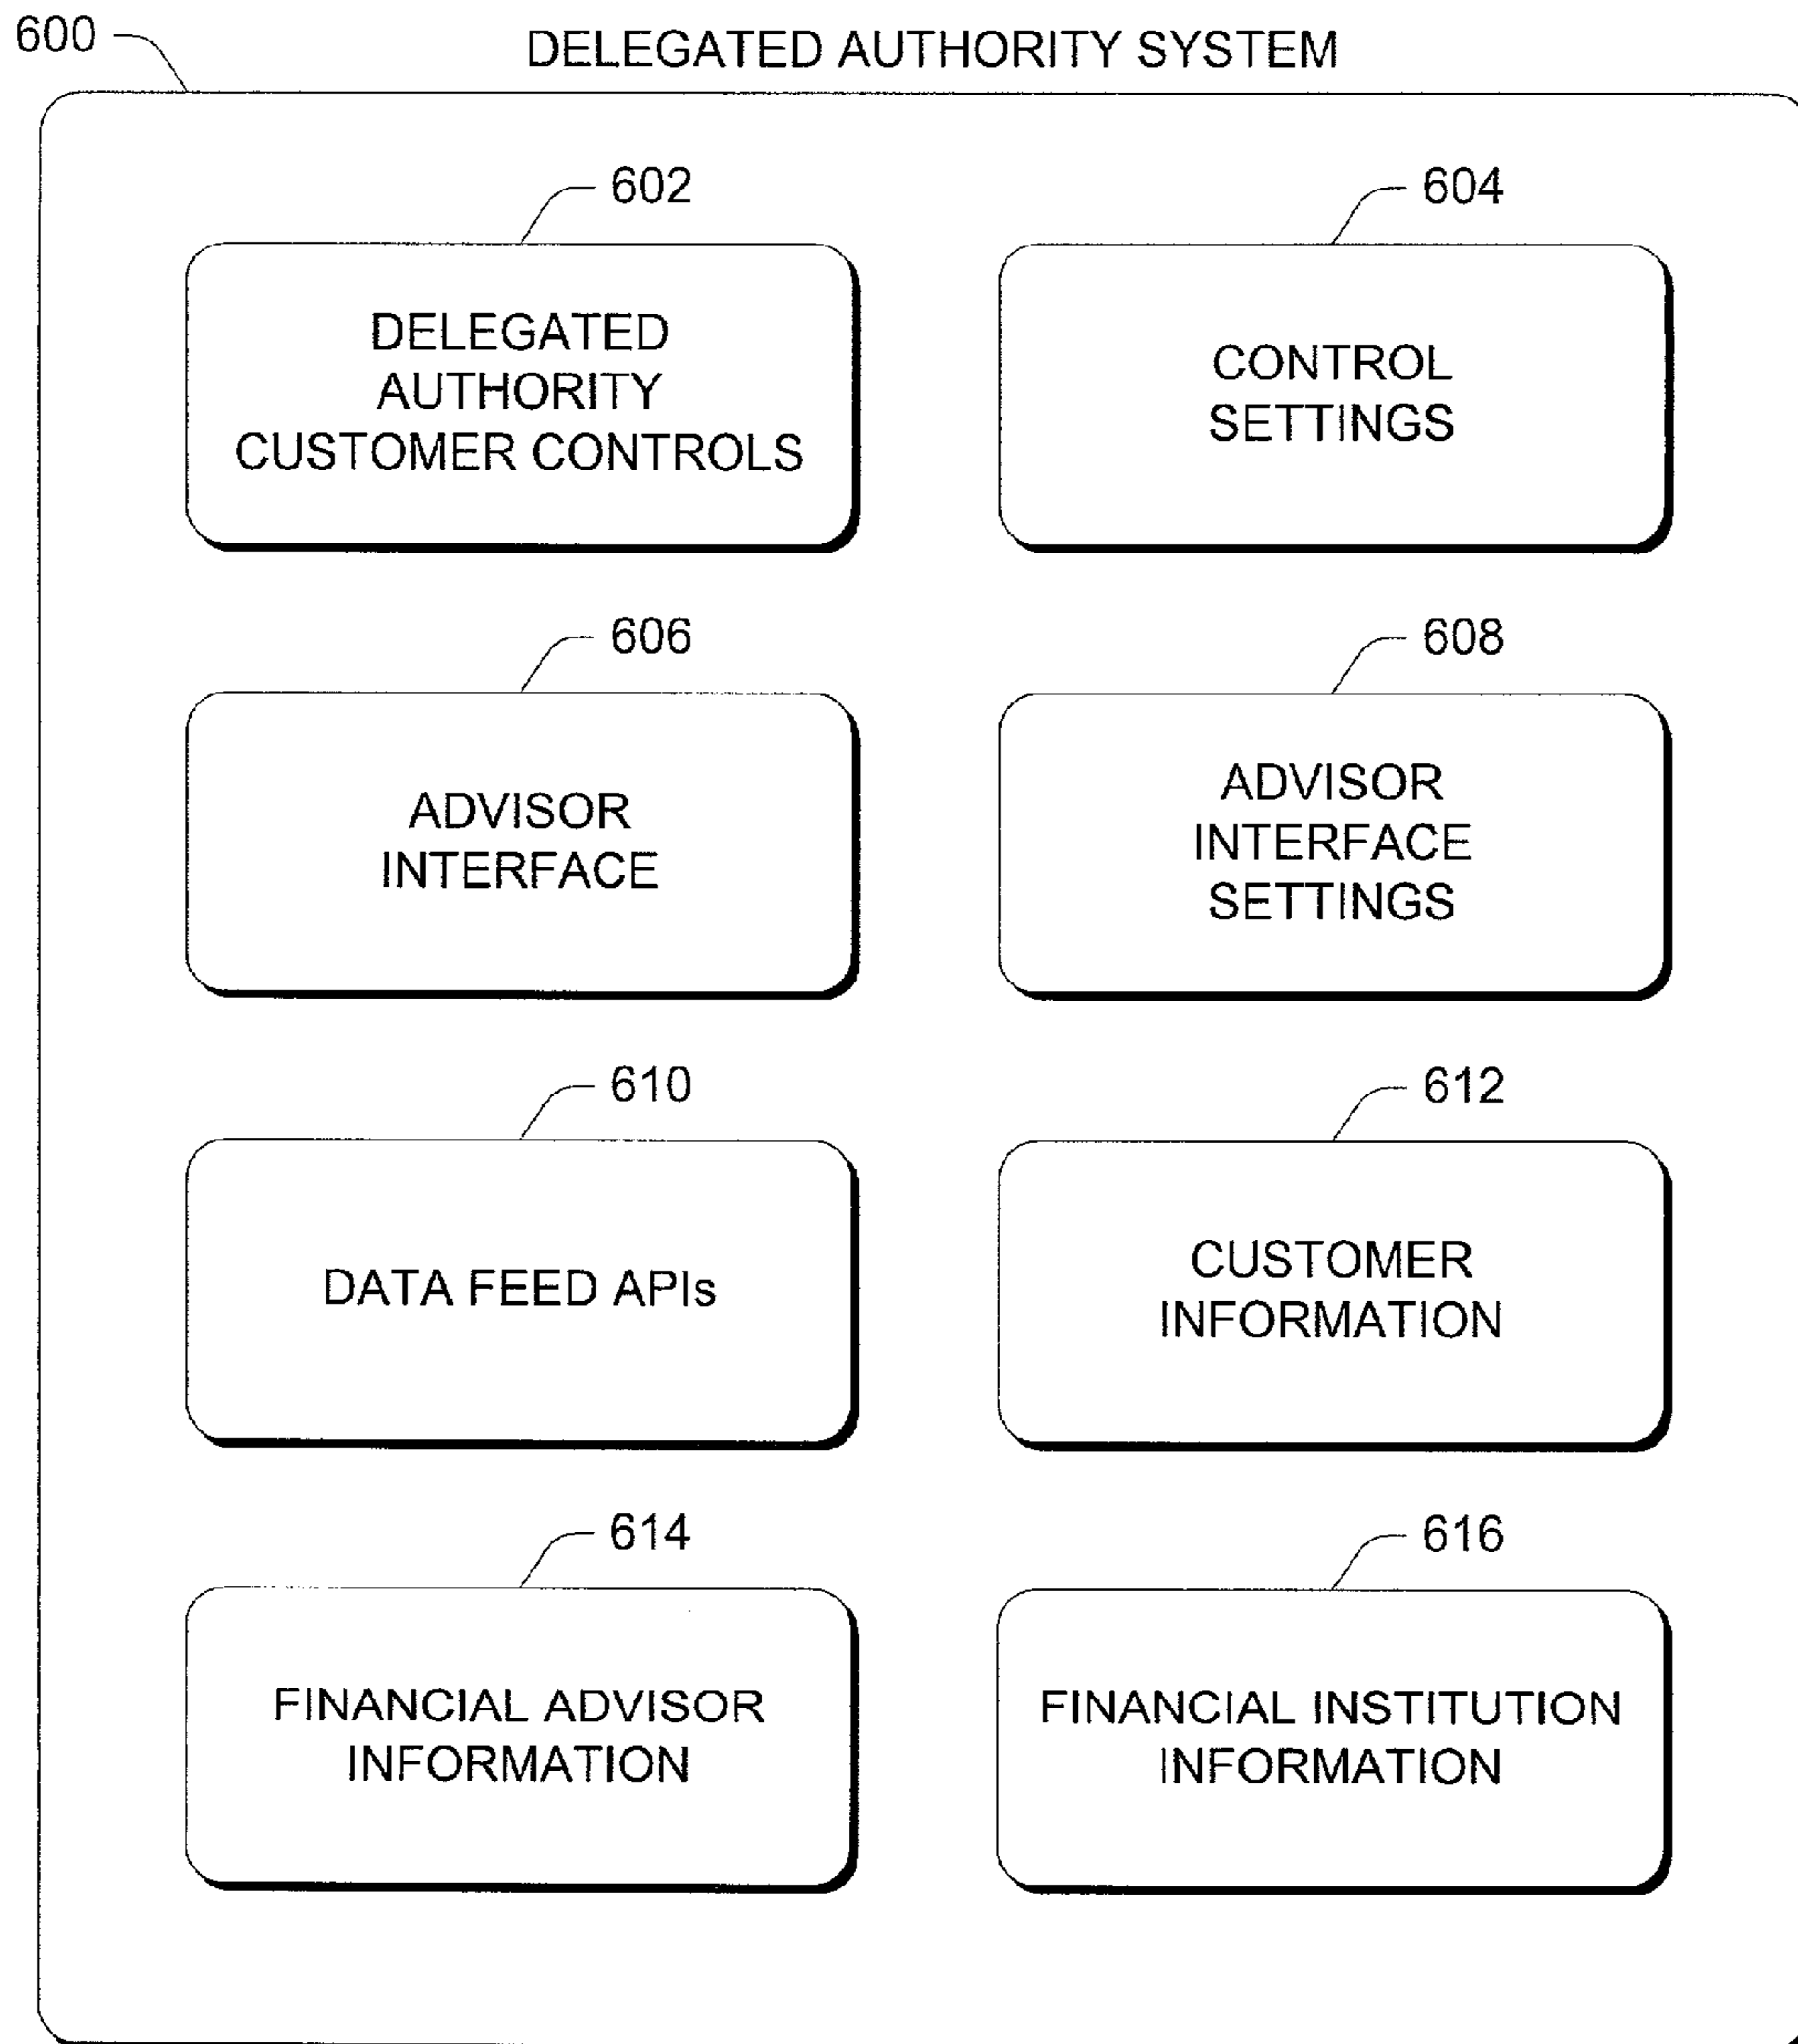 600
DELEGATED AUTHORITY SYSTEM
602
DELEGATED
AUTHORITY
CUSTOMER CONTROLS
604
CONTROL
SETTINGS
606
ADVISOR
INTERFACE
608
ADVISOR
INTERFACE
SETTINGS
610
DATA FEED APIs
612
CUSTOMER
INFORMATION
614
FINANCIAL ADVISOR
INFORMATION
616
FINANCIAL INSTITUTION
INFORMATION